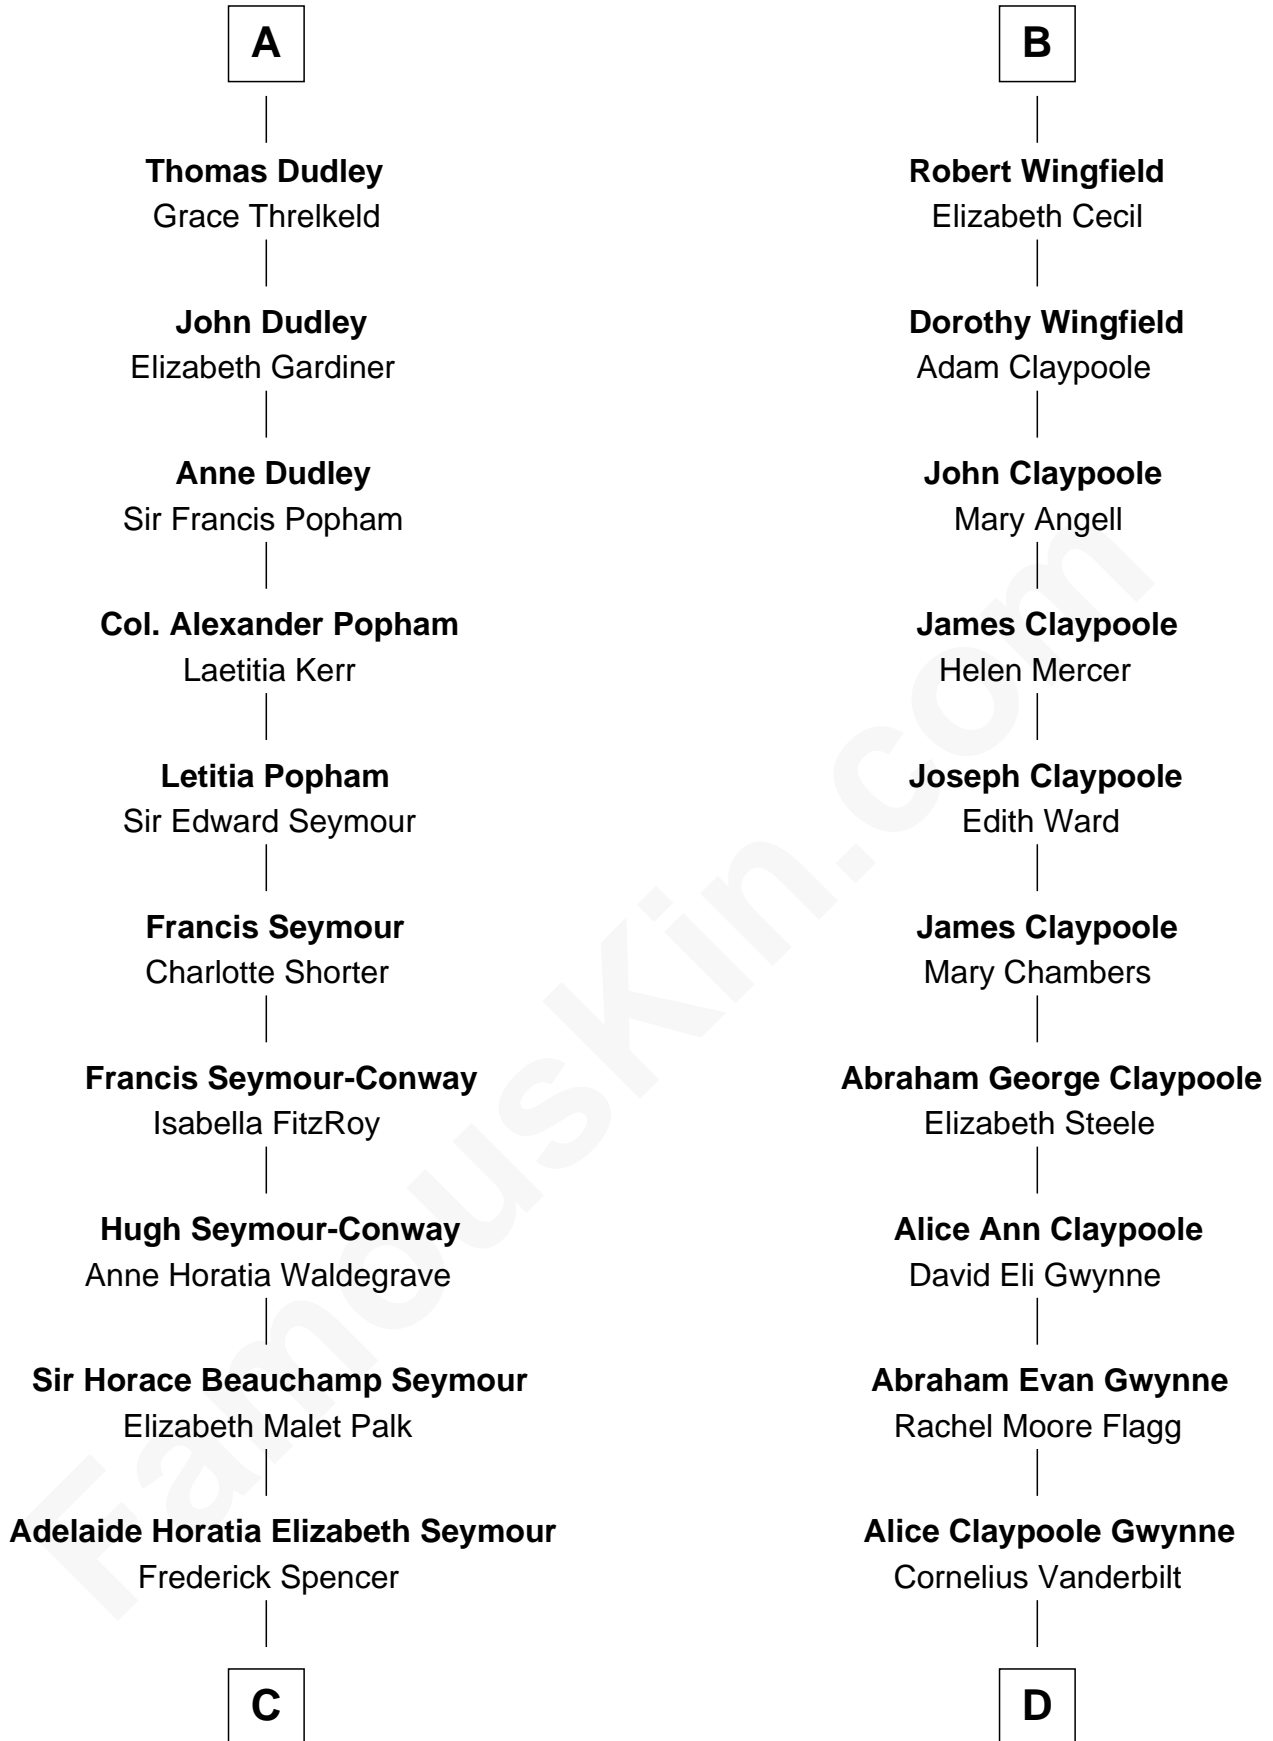 A
Thomas Dudley
Grace Threlkeld
John Dudley
Elizabeth Gardiner
Anne Dudley
Sir Francis Popham
Col. Alexander Popham
Laetitia Kerr
Letitia Popham
Sir Edward Seymour
Francis Seymour
Charlotte Shorter
Francis Seymour-Conway
Isabella FitzRoy
Hugh Seymour-Conway
Anne Horatia Waldegrave
Sir Horace Beauchamp Seymour
Elizabeth Malet Palk
Adelaide Horatia Elizabeth Seymour
Frederick Spencer
C
B
Robert Wingfield
Elizabeth Cecil
Dorothy Wingfield
Adam Claypoole
John Claypoole
Mary Angell
James Claypoole
Helen Mercer
Joseph Claypoole
Edith Ward
James Claypoole
Mary Chambers
Abraham George Claypoole
Elizabeth Steele
Alice Ann Claypoole
David Eli Gwynne
Abraham Evan Gwynne
Rachel Moore Flagg
Alice Claypoole Gwynne
Cornelius Vanderbilt
D
FamousKin.com